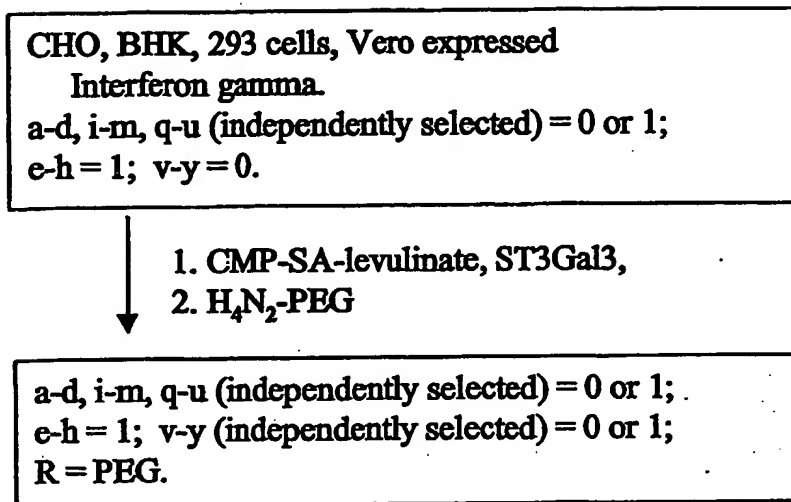 CHO, BHK, 293 cells, Vero expressed
Interferon gamma.
a-d, i-m, q-u (independently selected) = 0 or 1;
e-h = 1; v-y = 0.
1. CMP-SA-levulinate, ST3Gal3,
2. H₄N₂-PEG
a-d, i-m, q-u (independently selected) = 0 or 1;
e-h = 1; v-y (independently selected) = 0 or 1;
R = PEG.